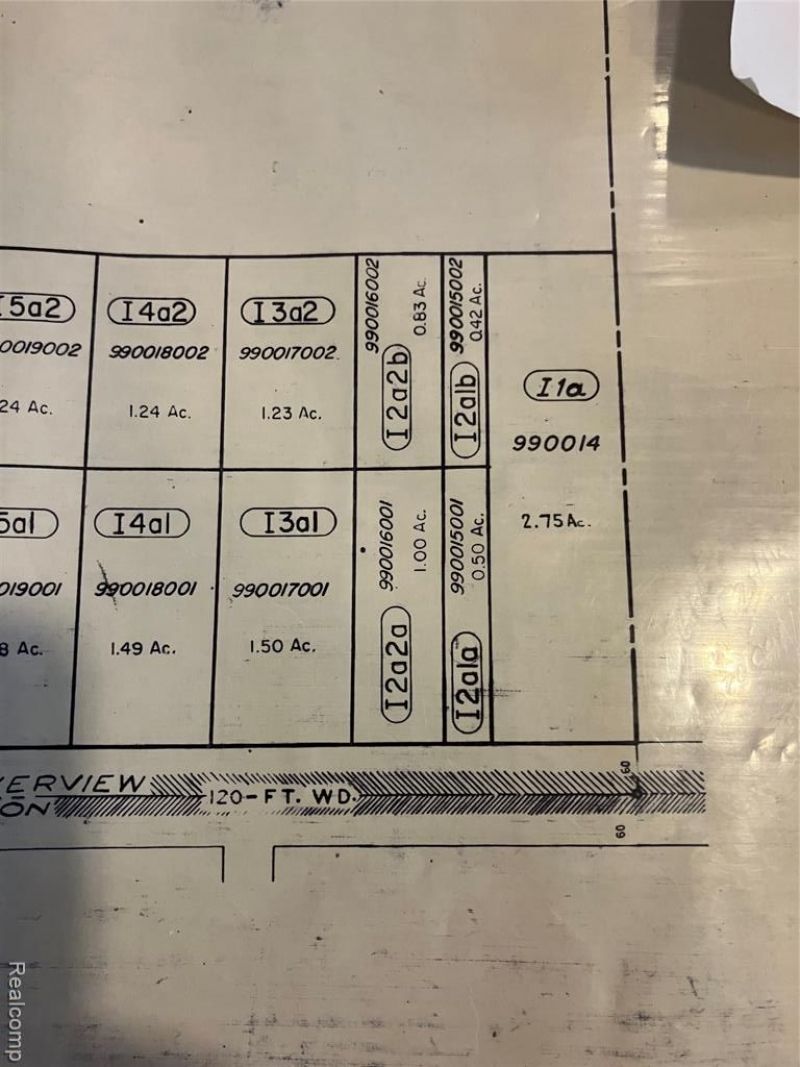 I5a2
0019002
24 Ac.
I4a2
990018002
1.24 Ac.
I3a2
990017002
1.23 Ac.
990016002
0.83 Ac.
I2a2b
990015002
0.42 Ac.
I2a1b
I1a
990014
2.75 Ac.
5a1
019001
8 Ac.
I4a1
990018001
1.49 Ac.
I3a1
990017001
1.50 Ac.
990016001
1.00 Ac.
I2a2a
990015001
0.50 Ac.
I2a1a
ERVIEW
ON
120-FT. WD.
60
60
Realcomp